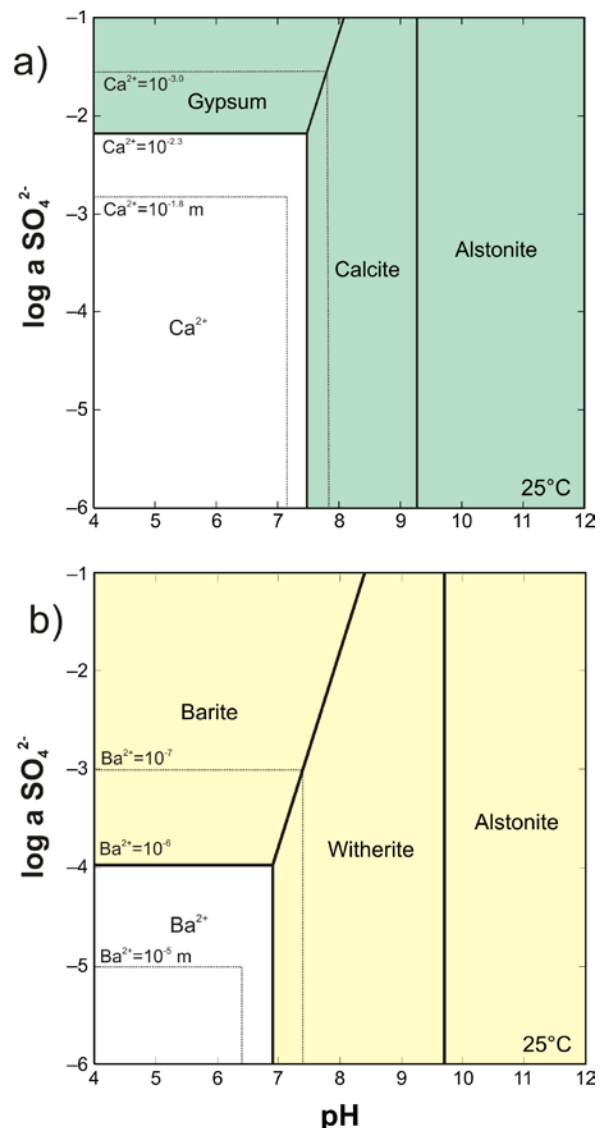 a)
–1
Ca²⁺=10⁻³·⁰
Gypsum
–2
Ca²⁺=10⁻²·³
Ca²⁺=10⁻¹·⁸ m
–3
Calcite
Alstonite
log a SO₄²⁻
Ca²⁺
–4
–5
–6
25°C
4 5 6 7 8 9 10 11 12
b)
–1
–2
Barite
Ba²⁺=10⁻⁷
–3
Ba²⁺=10⁻⁶
Witherite
Alstonite
log a SO₄²⁻
–4
Ba²⁺
Ba²⁺=10⁻⁵ m
–5
–6
25°C
4 5 6 7 8 9 10 11 12
pH